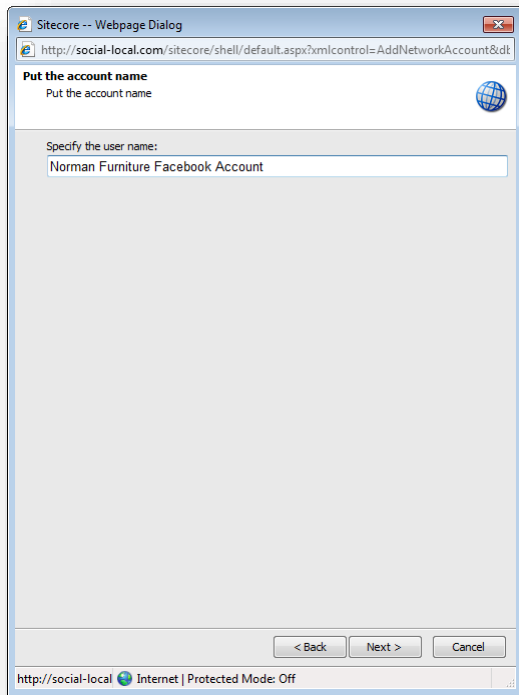 Sitecore -- Webpage Dialog
http://social-local.com/sitecore/shell/default.aspx?xmlcontrol=AddNetworkAccount&dl
Put the account name
Put the account name
Specify the user name:
Norman Furniture Facebook Account
< Back Next > Cancel
http://social-local Internet | Protected Mode: Off